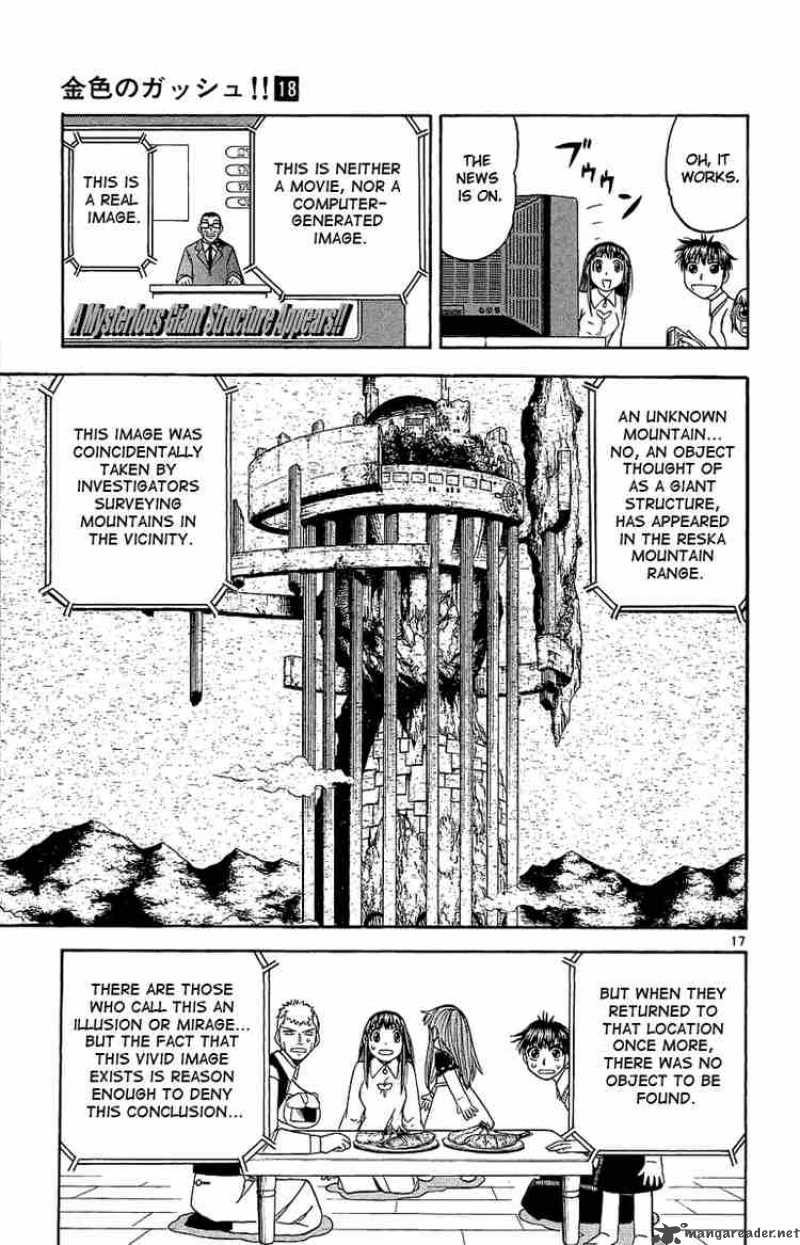 金色のガッシュ!! 18
OH, IT
WORKS.
ブゥゥン
THE
NEWS
IS ON.
THIS IS NEITHER
A MOVIE, NOR A
COMPUTER-
GENERATED
IMAGE.
THIS IS
A REAL
IMAGE.
A Mysterious Giant Structure Appears!!
AN UNKNOWN
MOUNTAIN...
NO, AN OBJECT
THOUGHT OF
AS A GIANT
STRUCTURE,
HAS APPEARED
IN THE RESKA
MOUNTAIN
RANGE.
THIS IMAGE WAS
COINCIDENTALLY
TAKEN BY
INVESTIGATORS
SURVEYING
MOUNTAINS IN
THE VICINITY.
17
BUT WHEN THEY
RETURNED TO
THAT LOCATION
ONCE MORE,
THERE WAS NO
OBJECT TO BE
FOUND.
THERE ARE THOSE
WHO CALL THIS AN
ILLUSION OR MIRAGE...
BUT THE FACT THAT
THIS VIVID IMAGE
EXISTS IS REASON
ENOUGH TO DENY
THIS CONCLUSION...
mangareader.net